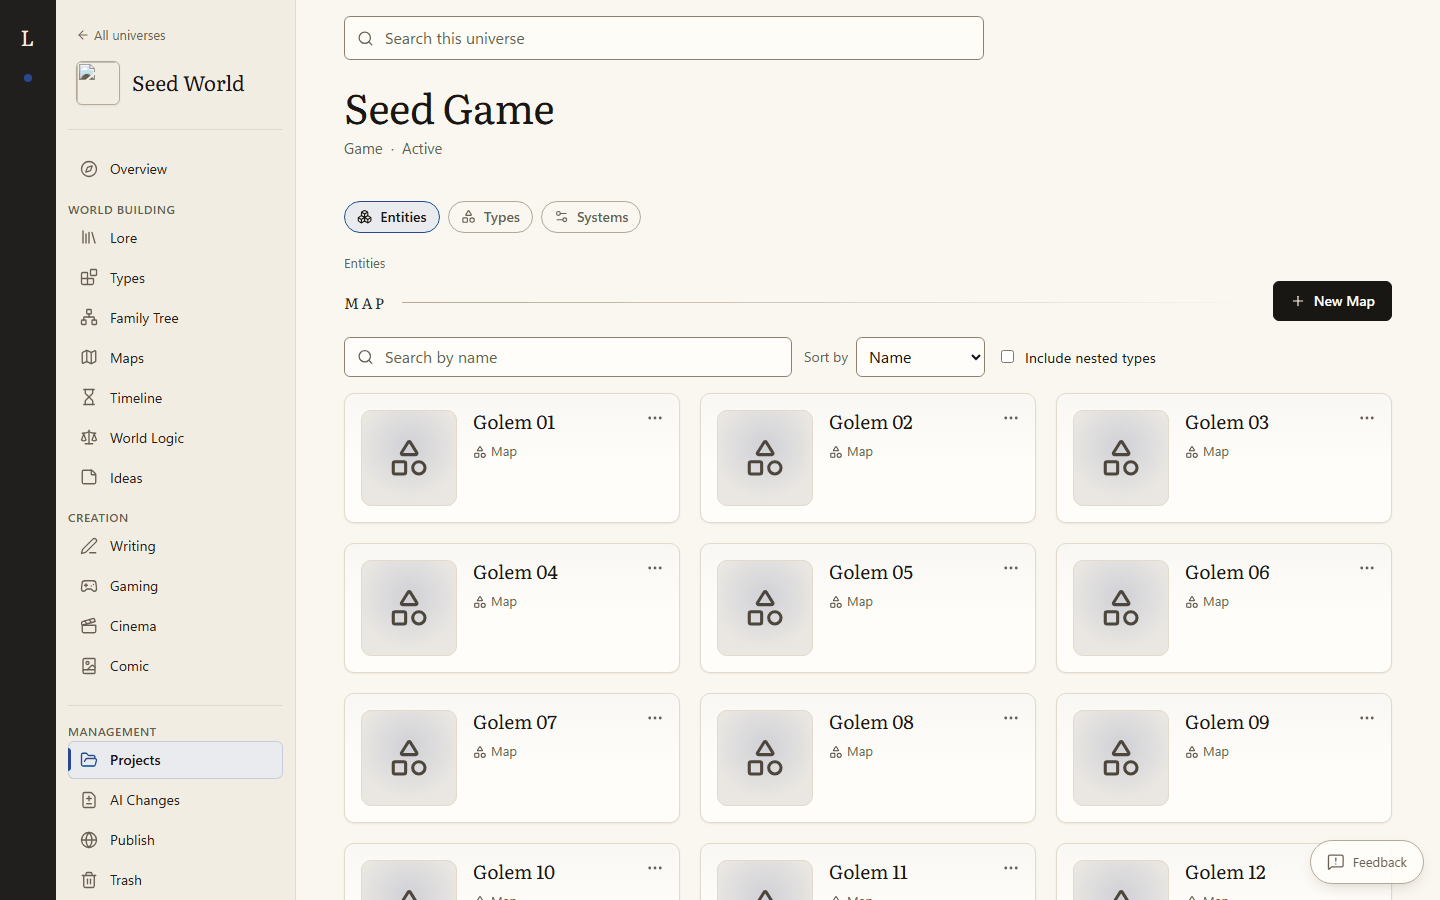 L
All universes
Seed World
Overview
WORLD BUILDING
Lore
Types
Family Tree
Maps
Timeline
World Logic
Ideas
CREATION
Writing
Gaming
Cinema
Comic
MANAGEMENT
Projects
AI Changes
Publish
Trash
Search this universe
Seed Game
Game · Active
Entities Types Systems
Entities
MAP
New Map
Search by name Sort by Name Include nested types
Golem 01 Golem 02 Golem 03
Map Map Map
Golem 04 Golem 05 Golem 06
Map Map Map
Golem 07 Golem 08 Golem 09
Map Map Map
Golem 10 Golem 11 Golem 12
Map Map Map
Feedback